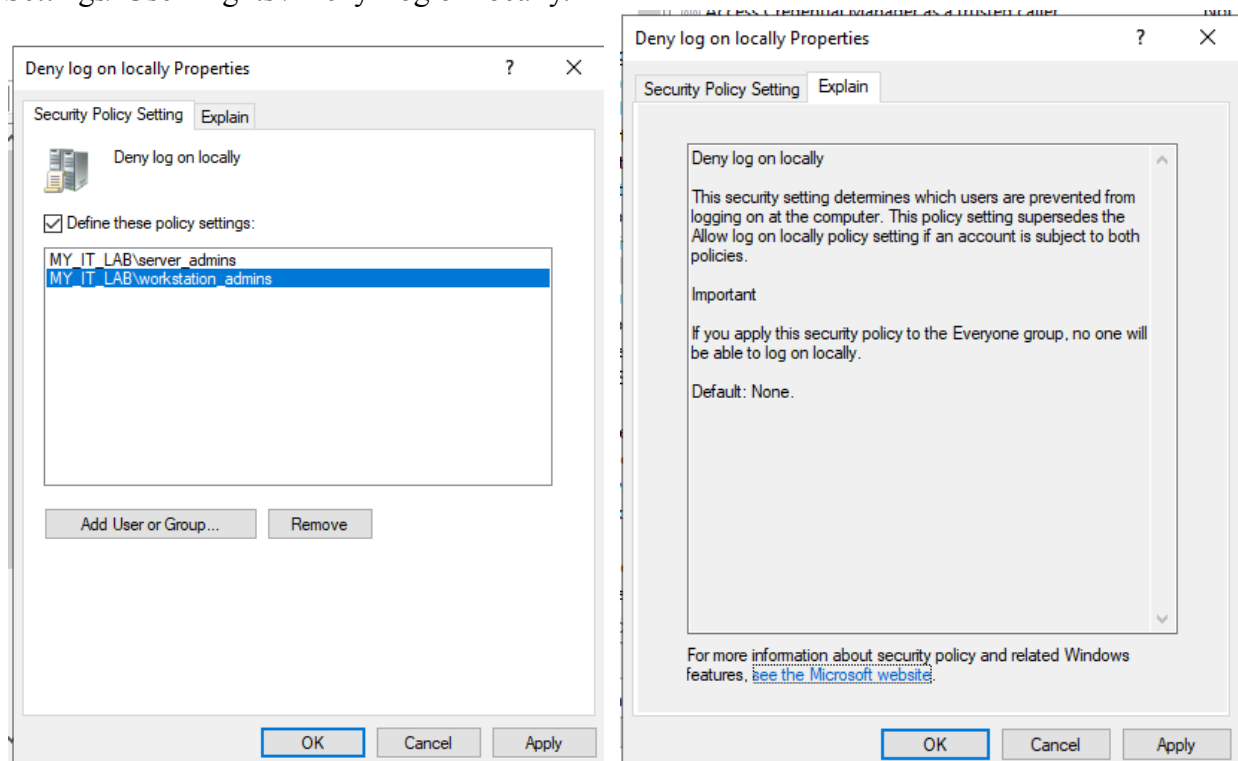 Deny log on locally Properties
Security Policy Setting Explain
Deny log on locally
Define these policy settings:
MY_IT_LAB\server_admins
MY_IT_LAB\workstation_admins
Add User or Group... Remove
OK Cancel Apply
Access Credential Manager as a trusted caller
Deny log on locally Properties
Security Policy Setting Explain
Deny log on locally
This security setting determines which users are prevented from
logging on at the computer. This policy setting supersedes the
Allow log on locally policy setting if an account is subject to both
policies.
Important
If you apply this security policy to the Everyone group, no one will
be able to log on locally.
Default: None.
For more information about security policy and related Windows
features, see the Microsoft website.
OK Cancel Apply